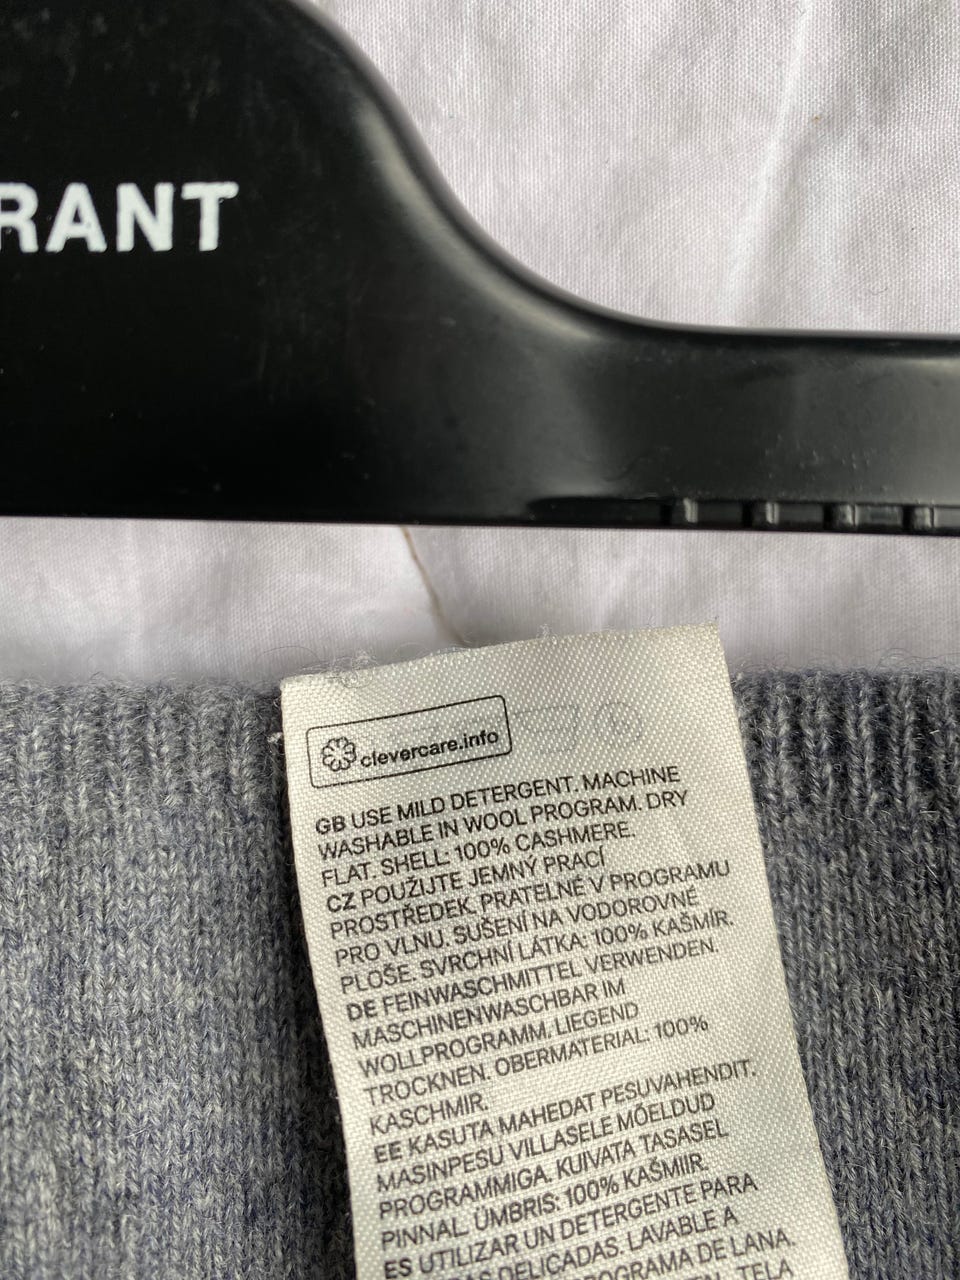 RANT
clevercare.info
GB USE MILD DETERGENT. MACHINE
WASHABLE IN WOOL PROGRAM. DRY
FLAT. SHELL: 100% CASHMERE.
CZ POUŽIJTE JEMNÝ PRACÍ
PROSTŘEDEK. PRATELNÉ V PROGRAMU
PRO VLNU. SUŠENÍ NA VODOROVNÉ
PLOŠE. SVRCHNÍ LÁTKA: 100% KAŠMÍR.
DE FEINWASCHMITTEL VERWENDEN.
MASCHINENWASCHBAR IM
WOLLPROGRAMM. LIEGEND
TROCKNEN. OBERMATERIAL: 100%
KASCHMIR.
EE KASUTA MAHEDAT PESUVAHENDIT.
MASINPESU VILLASELE MÕELDUD
PROGRAMMIGA. KUIVATA TASASEL
PINNAL. ÜMBRIS: 100% KAŠMIIR.
ES UTILIZAR UN DETERGENTE PARA
DELICADAS. LAVABLE A
PROGRAMA DE LANA.
TELA